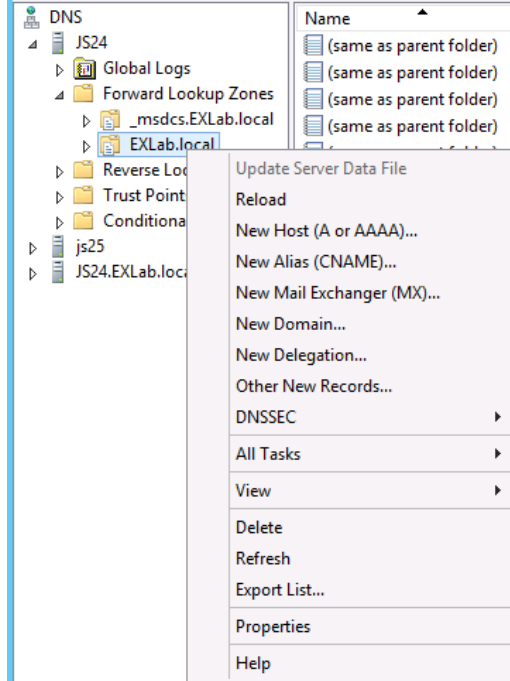 DNS
JS24
Global Logs
Forward Lookup Zones
_msdcs.EXLab.local
EXLab.local
Reverse Loo
Trust Point
Conditiona
js25
JS24.EXLab.loca
Name
(same as parent folder)
(same as parent folder)
(same as parent folder)
(same as parent folder)
Update Server Data File
Reload
New Host (A or AAAA)...
New Alias (CNAME)...
New Mail Exchanger (MX)...
New Domain...
New Delegation...
Other New Records...
DNSSEC
All Tasks
View
Delete
Refresh
Export List...
Properties
Help